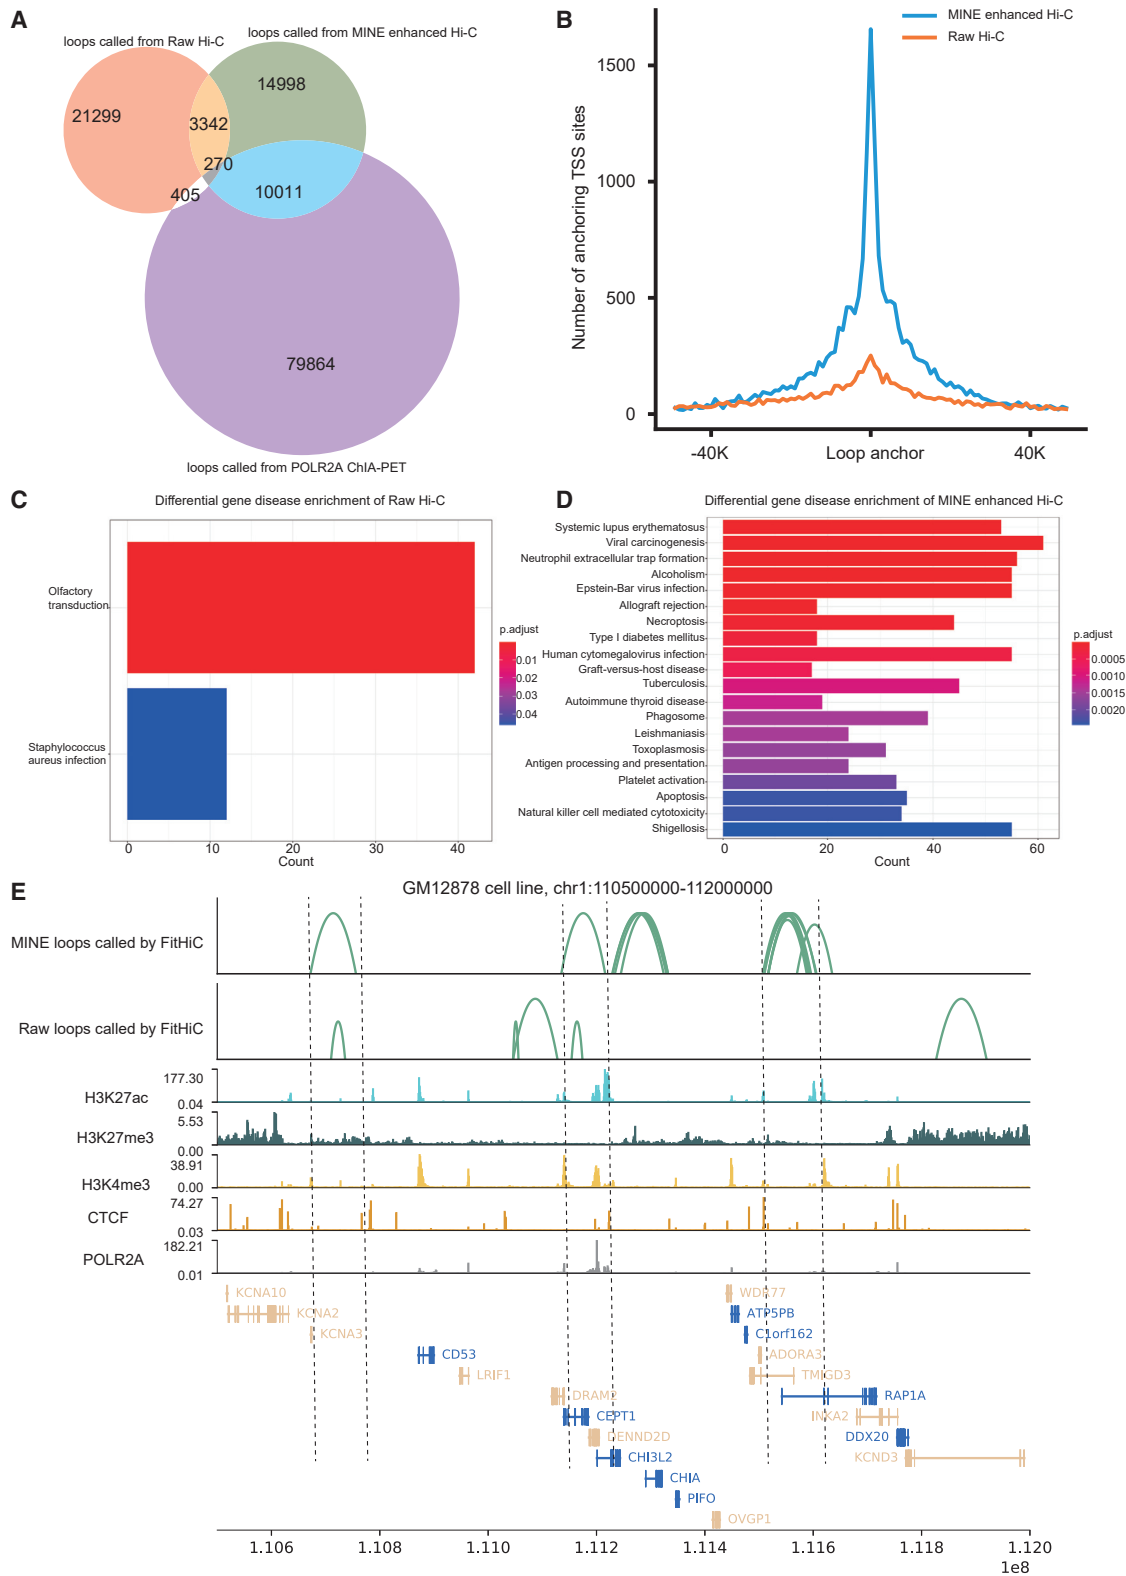 A
loops called from Raw Hi-C
loops called from MINE enhanced Hi-C
21299
14998
3342
270
405
10011
79864
loops called from POLR2A ChIA-PET
B
MINE enhanced Hi-C
Raw Hi-C
Number of anchoring TSS sites
1500
1000
500
0
-40K
Loop anchor
40K
C
Differential gene disease enrichment of Raw Hi-C
Olfactory
transduction
Staphylococcus
aureus infection
0
10
20
30
40
Count
p.adjust
0.01
0.02
0.03
0.04
D
Differential gene disease enrichment of MINE enhanced Hi-C
Systemic lupus erythematosus
Viral carcinogenesis
Neutrophil extracellular trap formation
Alcoholism
Epstein-Bar virus infection
Allograft rejection
Necroptosis
Type I diabetes mellitus
Human cytomegalovirus infection
Graft-versus-host disease
Tuberculosis
Autoimmune thyroid disease
Phagosome
Leishmaniasis
Toxoplasmosis
Antigen processing and presentation
Platelet activation
Apoptosis
Natural killer cell mediated cytotoxicity
Shigellosis
0
20
40
60
Count
p.adjust
0.0005
0.0010
0.0015
0.0020
E
GM12878 cell line, chr1:110500000-112000000
MINE loops called by FitHiC
Raw loops called by FitHiC
177.30
H3K27ac
0.04
5.53
H3K27me3
0.00
38.91
H3K4me3
0.00
74.27
CTCF
0.03
182.21
POLR2A
0.01
KCNA10
WDR77
KCNA2
ATP5PB
KCNA3
C1orf162
CD53
ADORA3
LRIF1
TMIGD3
DRAM2
RAP1A
CEPT1
INKA2
DENND2D
DDX20
CHI3L2
KCND3
CHIA
PIFO
OVGP1
1.106
1.108
1.110
1.112
1.114
1.116
1.118
1.120
1e8